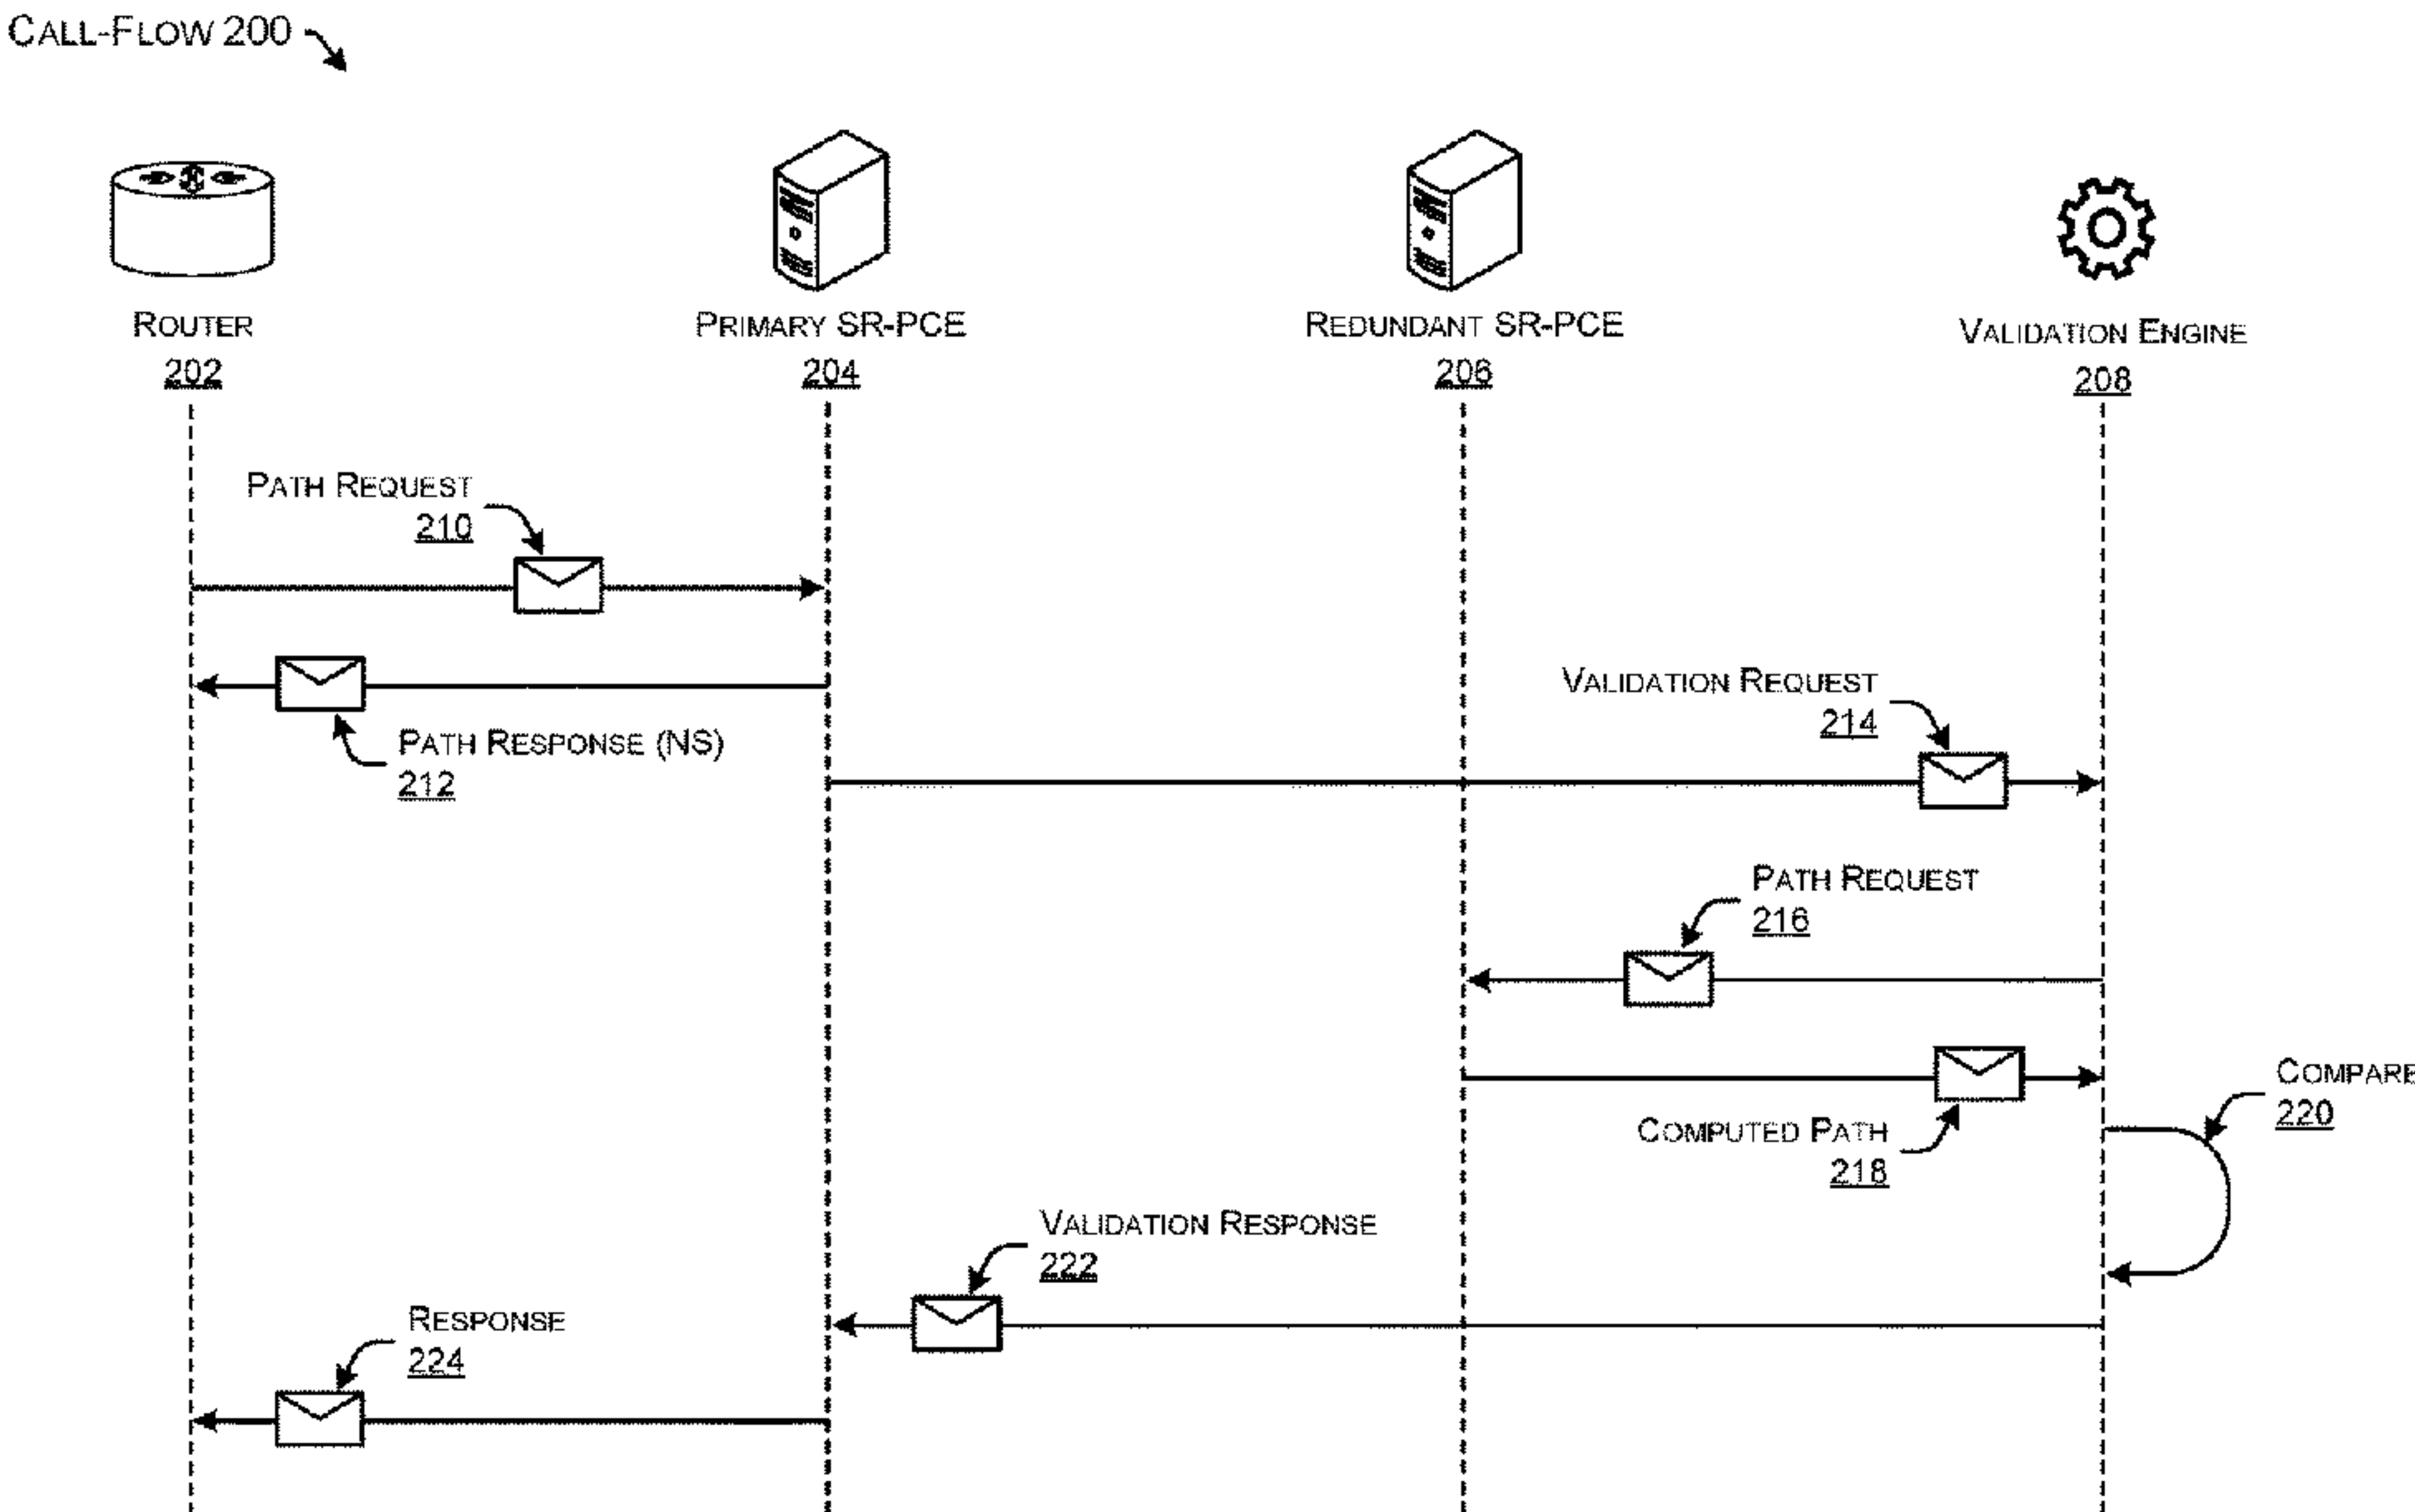 CALL-FLOW 200
ROUTER
202
PRIMARY SR-PCE
204
REDUNDANT SR-PCE
206
VALIDATION ENGINE
208
PATH REQUEST
210
PATH RESPONSE (NS)
212
VALIDATION REQUEST
214
PATH REQUEST
216
COMPUTED PATH
218
COMPARE
220
VALIDATION RESPONSE
222
RESPONSE
224